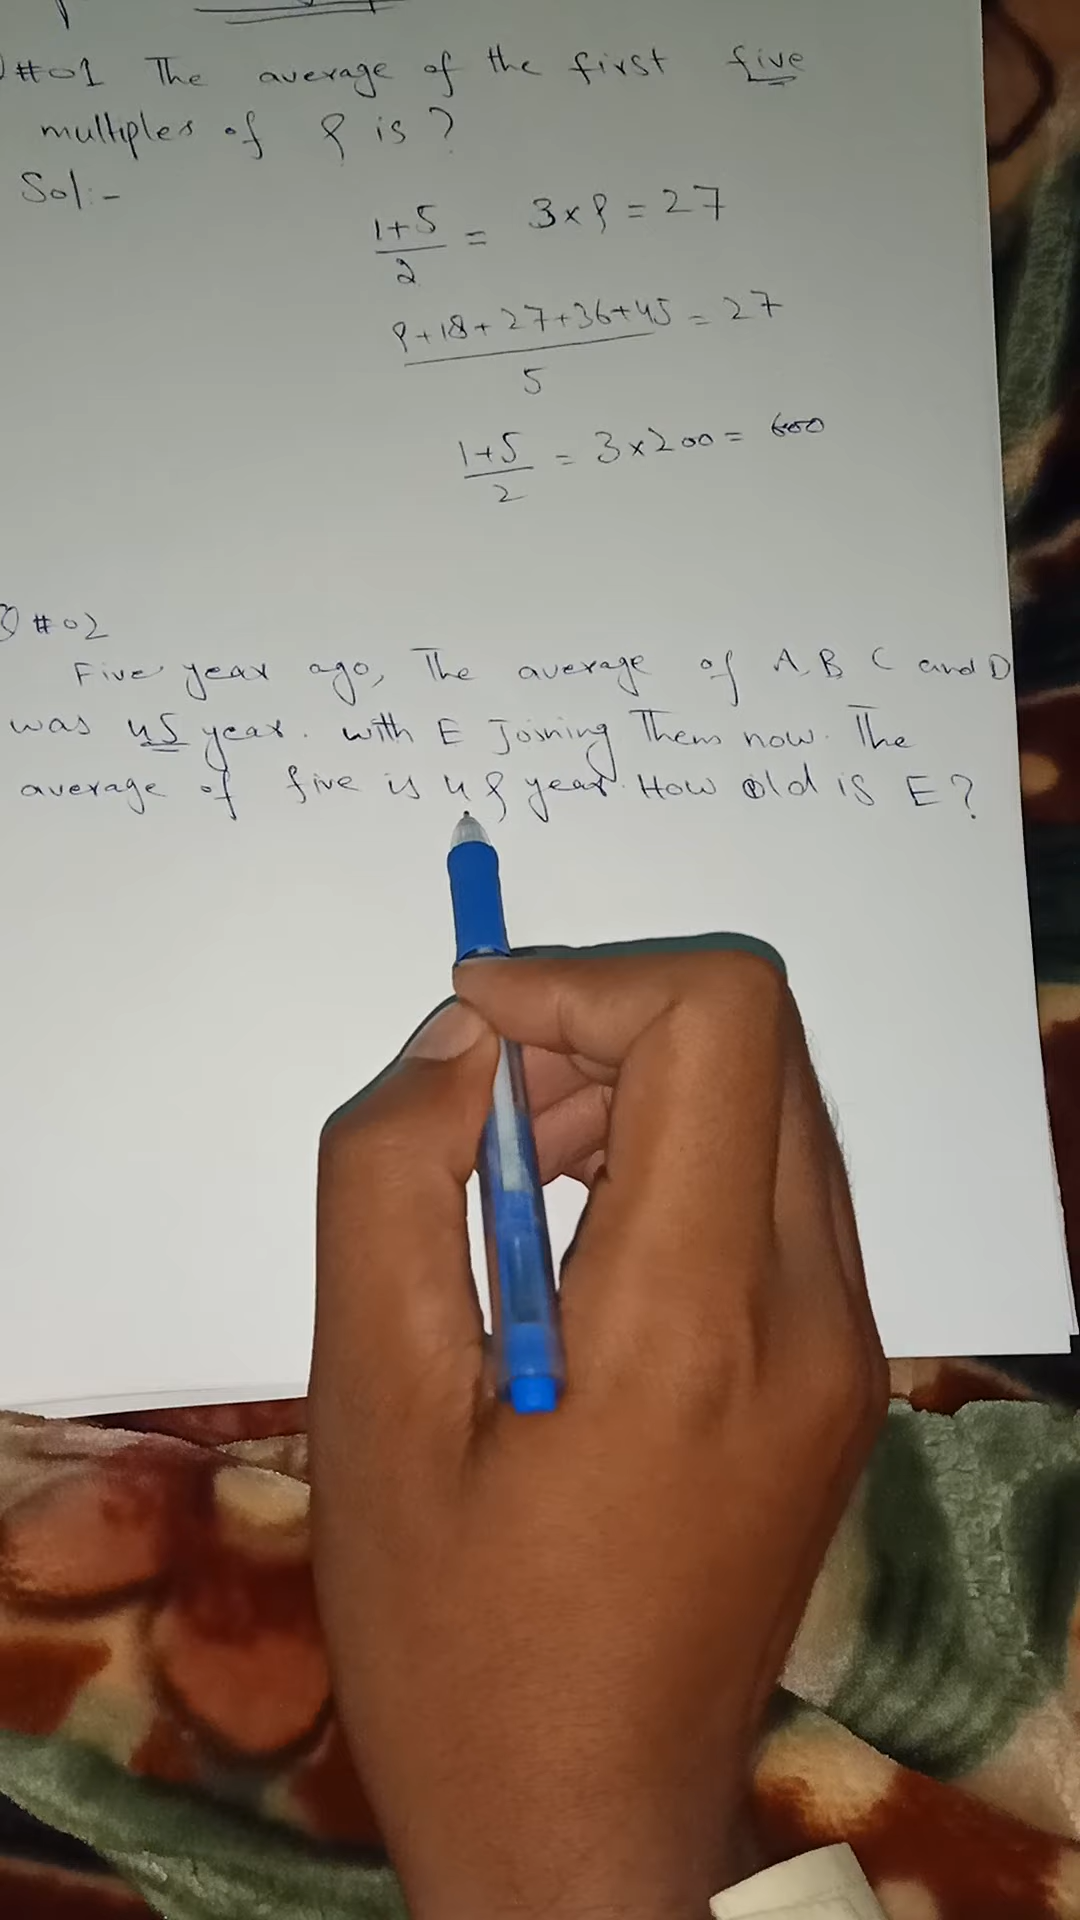 #01 The average of the first five
multiples of 9 is?
Sol:-
1+5/2 = 3×9 = 27
9+18+27+36+45/5 = 27
1+5/2 = 3×200 = 600
Q#02
Five year ago, The average of A, B C and D
was 45 year. with E Joining Them now. The
average of five is 49 year. How old is E?